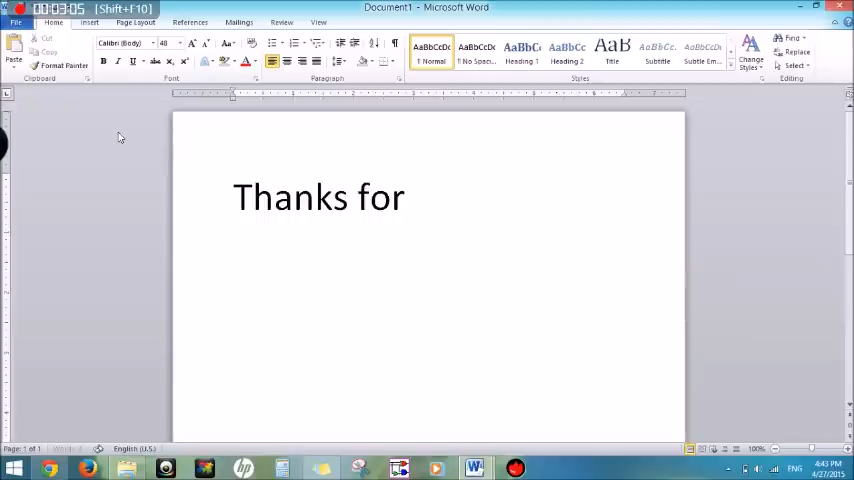 00:03:05 [Shift+F10]
Document1 - Microsoft Word
File Home Insert Page Layout References Mailings Review View
Cut
Copy
Paste
Format Painter
Calibri (Body) 48
AaBbCcDc AaBbCcDc AaBbC AaBbCc AaB AaBbCc. AaBbCcDc
¶ Normal ¶ No Spaci... Heading 1 Heading 2 Title Subtitle Subtle Em...
Change Styles
Find
Replace
Select
Clipboard Font Paragraph Styles Editing
Thanks for
Page: 1 of 1 English (U.S.) 100%
ENG 4:43 PM
4/27/2015